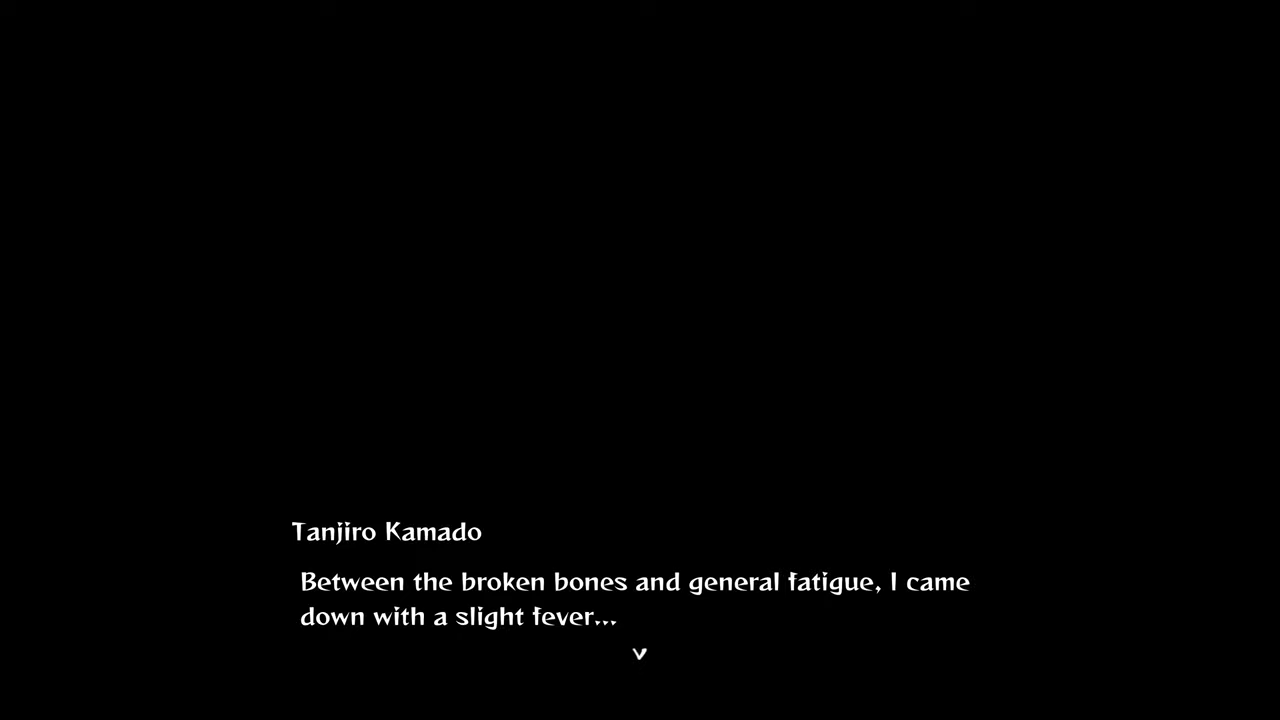 Tanjiro Kamado
Between the broken bones and general fatigue, I came
down with a slight fever...